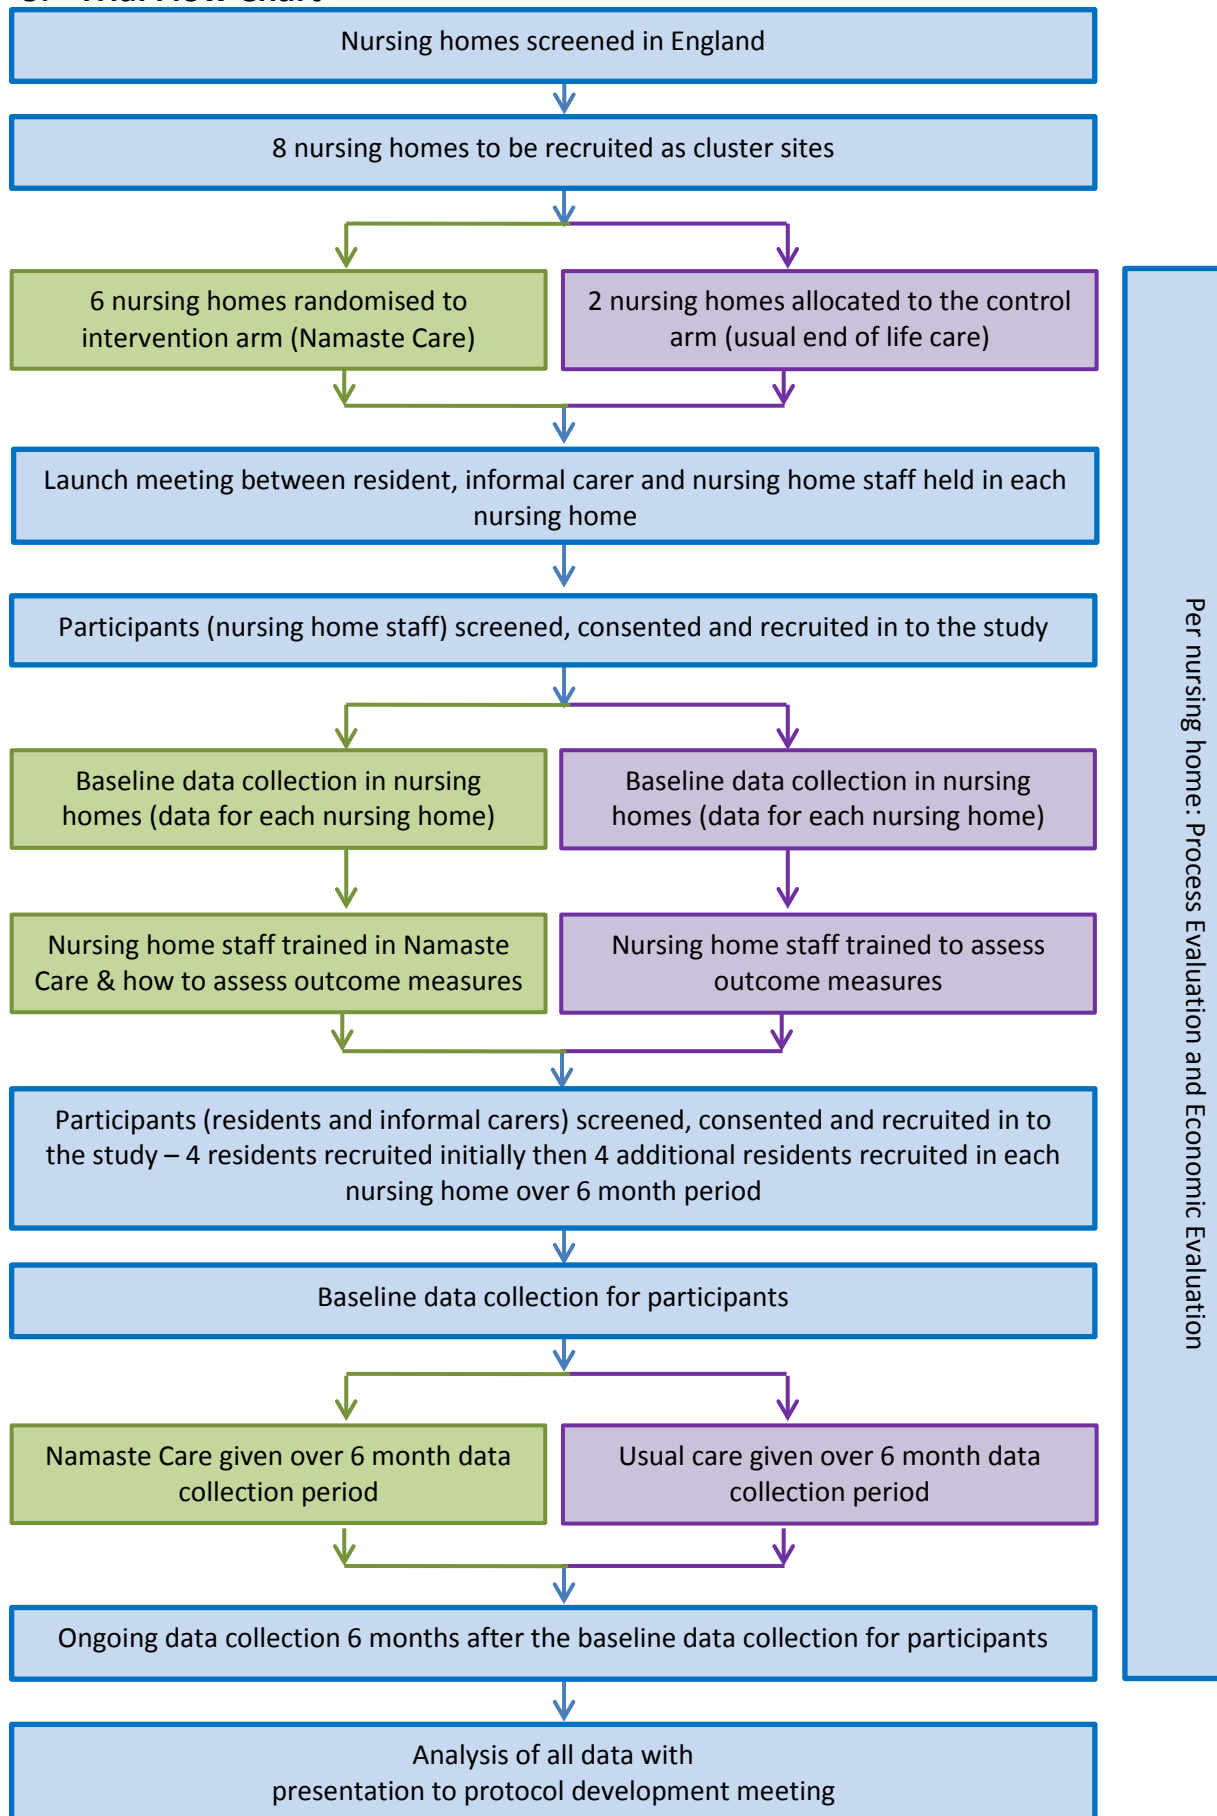 Nursing homes screened in England
8 nursing homes to be recruited as cluster sites
6 nursing homes randomised to
intervention arm (Namaste Care)
2 nursing homes allocated to the control
arm (usual end of life care)
Launch meeting between resident, informal carer and nursing home staff held in each
nursing home
Participants (nursing home staff) screened, consented and recruited in to the study
Baseline data collection in nursing
homes (data for each nursing home)
Baseline data collection in nursing
homes (data for each nursing home)
Nursing home staff trained in Namaste
Care & how to assess outcome measures
Nursing home staff trained to assess
outcome measures
Participants (residents and informal carers) screened, consented and recruited in to
the study – 4 residents recruited initially then 4 additional residents recruited in each
nursing home over 6 month period
Baseline data collection for participants
Namaste Care given over 6 month data
collection period
Usual care given over 6 month data
collection period
Ongoing data collection 6 months after the baseline data collection for participants
Analysis of all data with
presentation to protocol development meeting
Per nursing home: Process Evaluation and Economic Evaluation